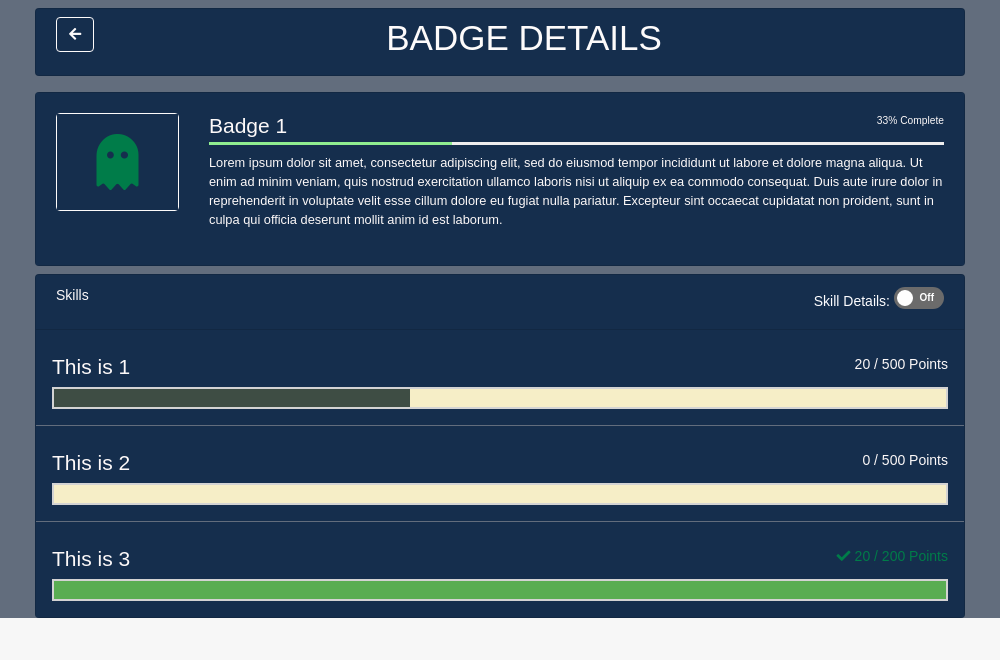 BADGE DETAILS
Badge 1
33% Complete
Lorem ipsum dolor sit amet, consectetur adipiscing elit, sed do eiusmod tempor incididunt ut labore et dolore magna aliqua. Ut
enim ad minim veniam, quis nostrud exercitation ullamco laboris nisi ut aliquip ex ea commodo consequat. Duis aute irure dolor in
reprehenderit in voluptate velit esse cillum dolore eu fugiat nulla pariatur. Excepteur sint occaecat cupidatat non proident, sunt in
culpa qui officia deserunt mollit anim id est laborum.
Skills
Skill Details: Off
This is 1
20 / 500 Points
This is 2
0 / 500 Points
This is 3
20 / 200 Points